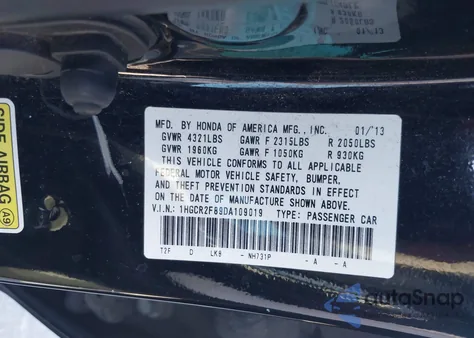 MFD. BY HONDA OF AMERICA MFG., INC. 01/13
GVWR 4321LBS GAWR F 2315LBS R 2050LBS
GVWR 1960KG GAWR F 1050KG R 930KG
THIS VEHICLE CONFORMS TO ALL APPLICABLE
FEDERAL MOTOR VEHICLE SAFETY, BUMPER,
AND THEFT PREVENTION STANDARDS IN EFFECT
ON THE DATE OF MANUFACTURE SHOWN ABOVE.
V.I.N.: 1HGCR2F89DA109019 TYPE: PASSENGER CAR
T2F D LK8 - NH731P - A - A
SIDE AIRBAG
A9
autoSnap